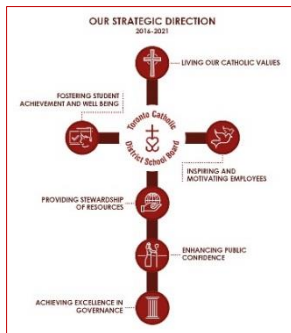 OUR STRATEGIC DIRECTION
2016-2021
LIVING OUR CATHOLIC VALUES
FOSTERING STUDENT
ACHIEVEMENT AND WELL BEING
Toronto Catholic
District School Board
INSPIRING AND
MOTIVATING EMPLOYEES
PROVIDING STEWARDSHIP
OF RESOURCES
ENHANCING PUBLIC
CONFIDENCE
ACHIEVING EXCELLENCE IN
GOVERNANCE